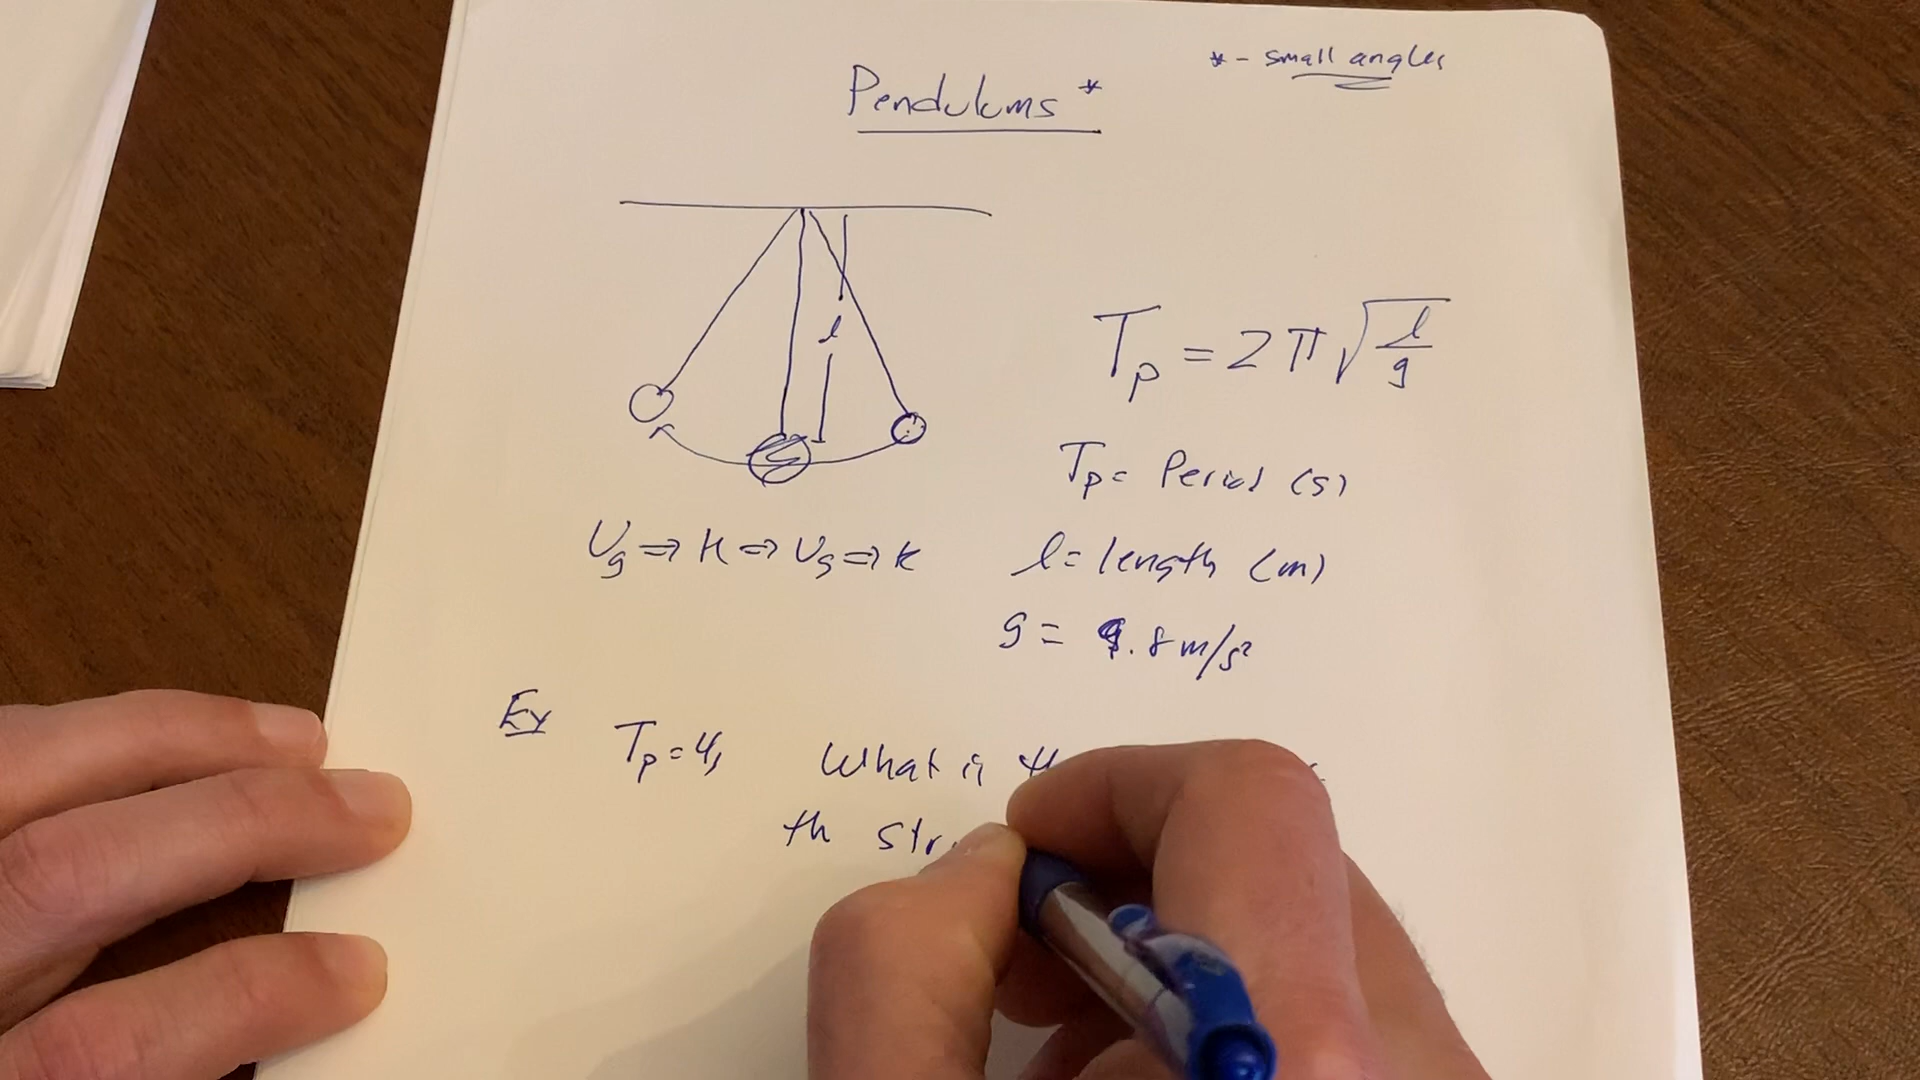 * - small angles
Pendulums *
l
Tp = 2π√(l/g)
Tp = Period (s)
Ug ⇒ K ⇒ Ug ⇒ K
l = length (m)
g = 9.8 m/s²
Ex
Tp = 4s What is
th